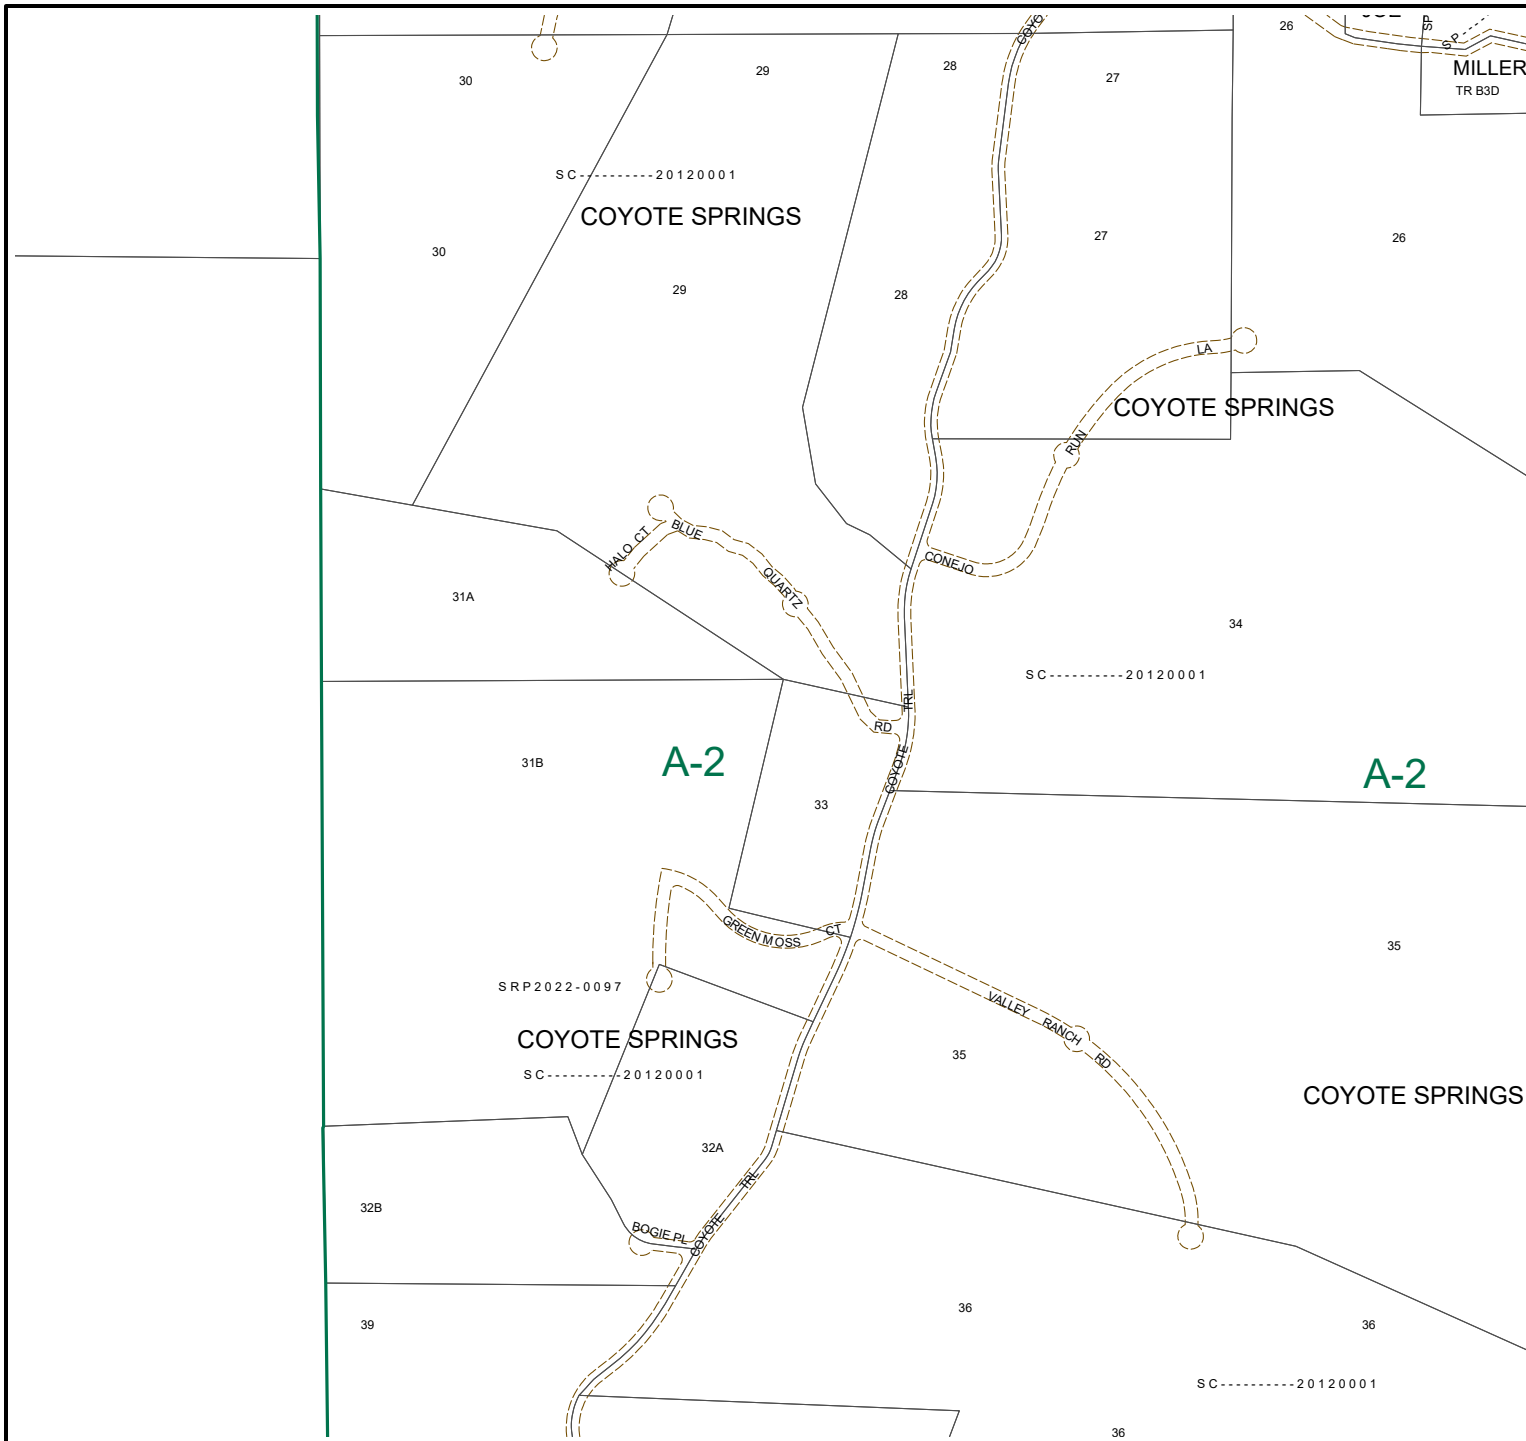 COYO
26
SP
SP--
MILLER
TR B3D
30
29
28
27
SC----------20120001
COYOTE SPRINGS
30
29
28
27
26
LA
RUN
CONEJO
COYOTE SPRINGS
HALO CT
BLUE
QUARTZ
RD
31A
34
SC----------20120001
TRL
COYOTE
31B
A-2
A-2
33
GREEN MOSS CT
35
SRP2022-0097
VALLEY RANCH RD
COYOTE SPRINGS
35
SC----------20120001
COYOTE SPRINGS
32A
TRL
COYOTE
32B
BOGIE PL
36
39
36
SC----------20120001
36